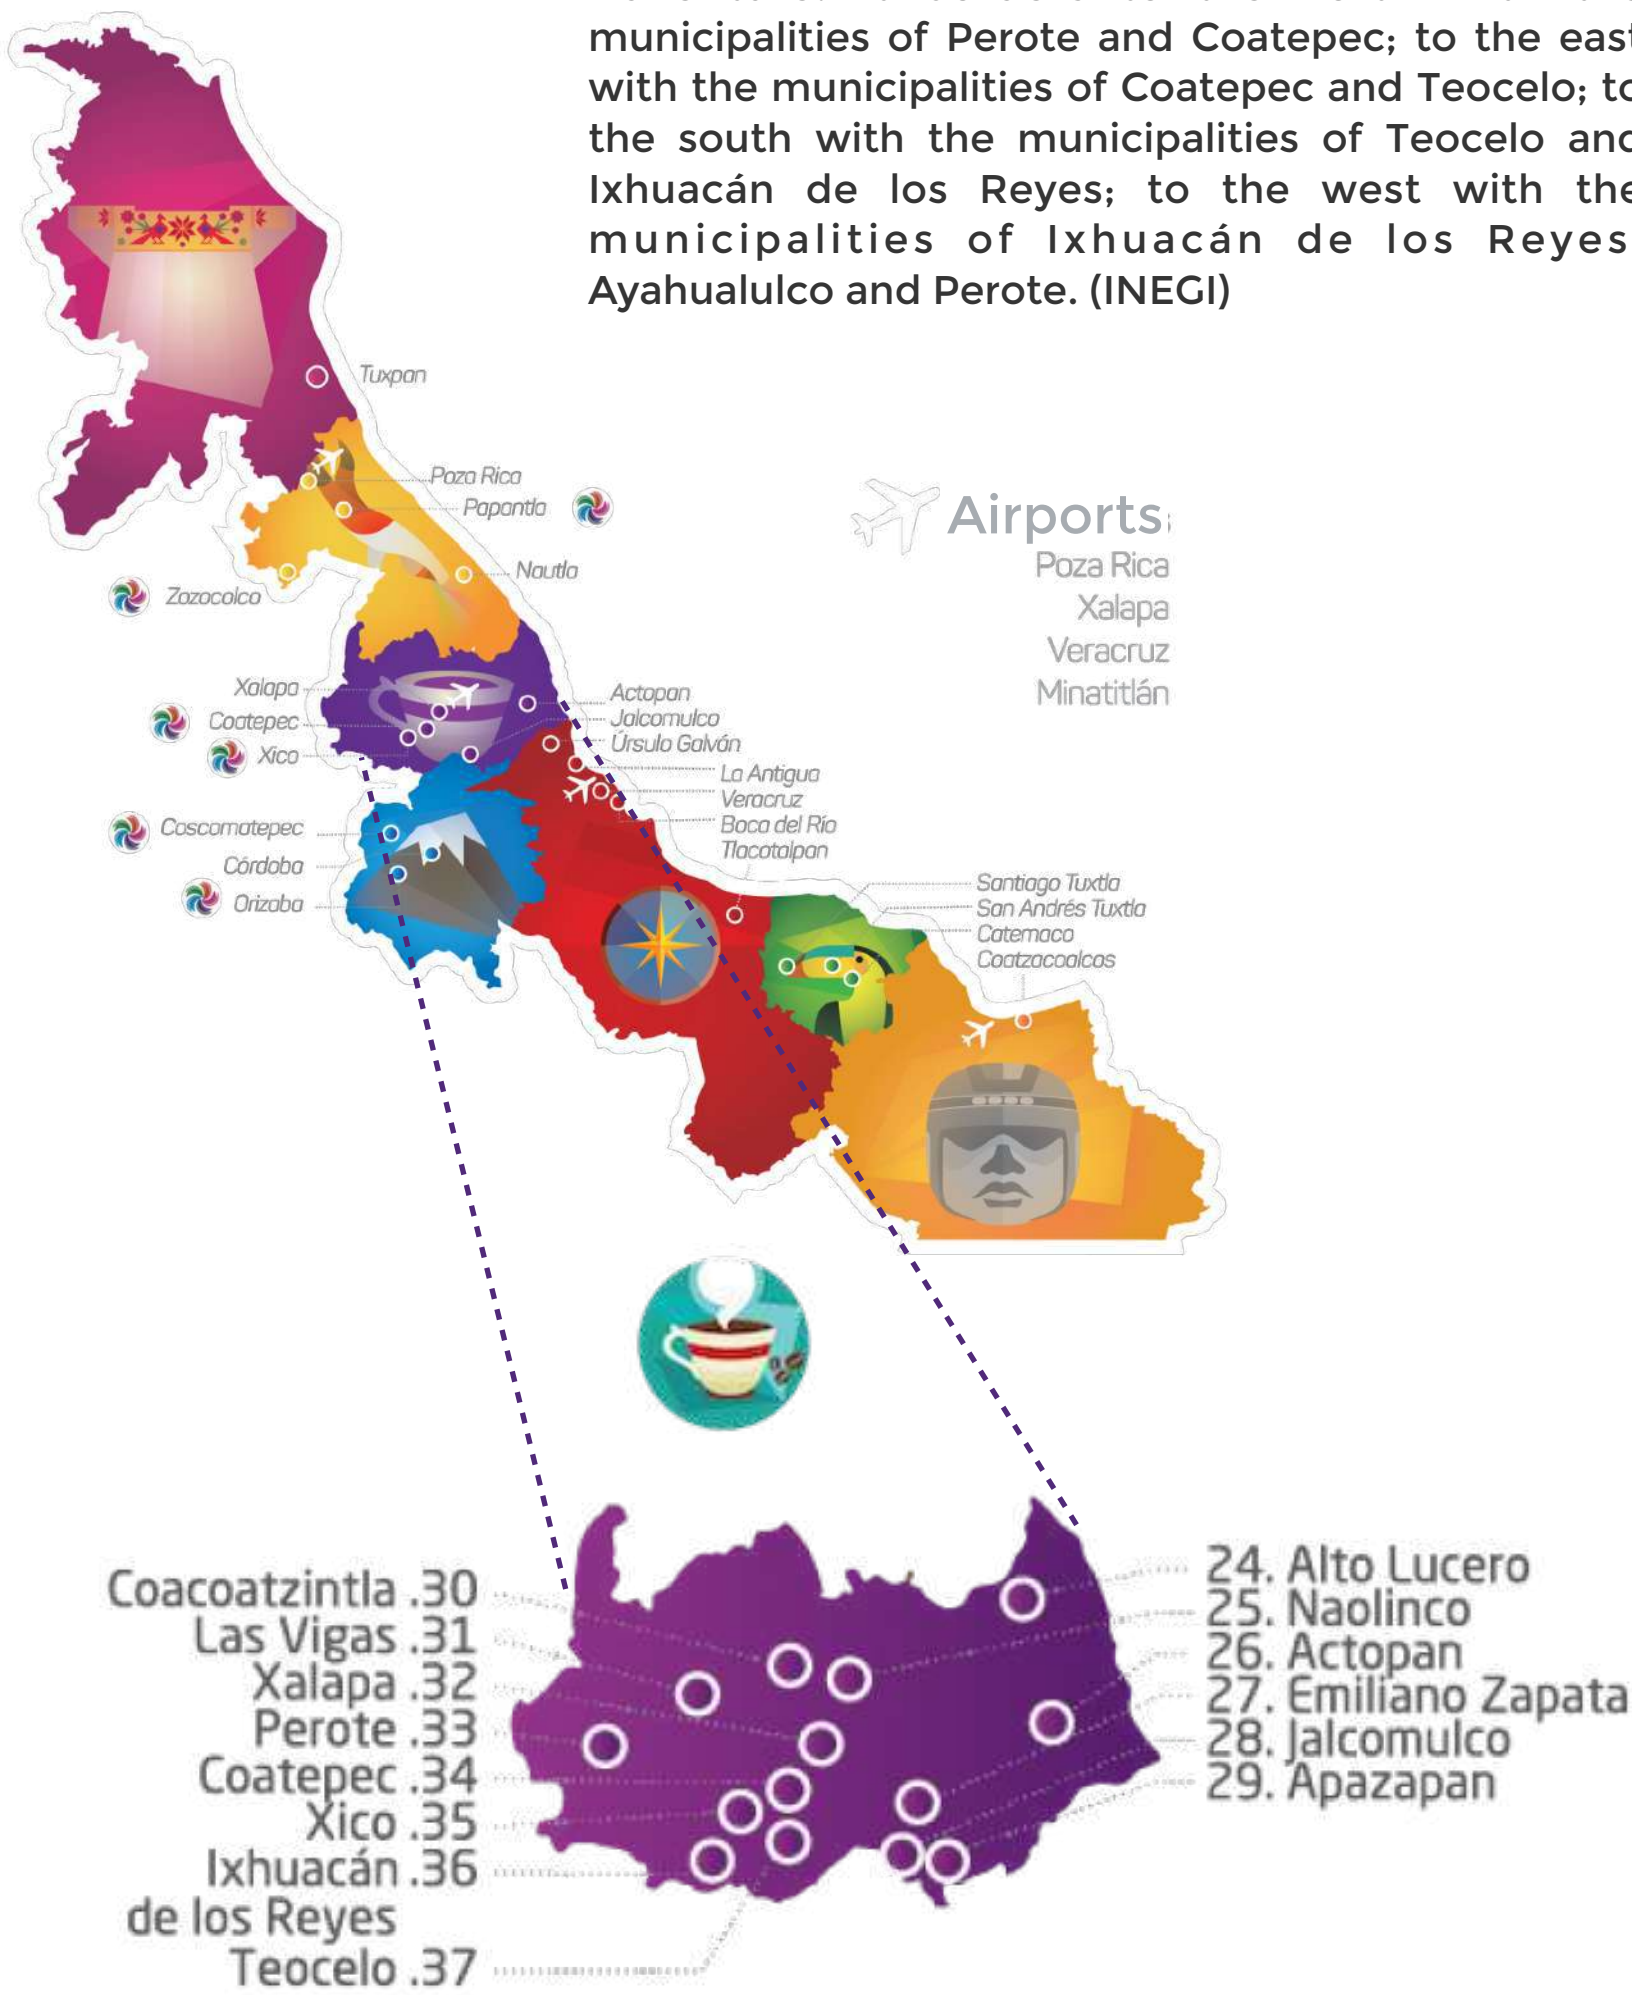 municipalities of Perote and Coatepec; to the east
with the municipalities of Coatepec and Teocelo; to
the south with the municipalities of Teocelo and
Ixhuacán de los Reyes; to the west with the
municipalities of Ixhuacán de los Reyes
Ayahualulco and Perote. (INEGI)
Tuxpan
Poza Rica
Papantla
Nautla
Zozocolco
Airports:
Poza Rica
Xalapa
Veracruz
Minatitlán
Xalapa
Coatepec
Xico
Actopan
Jalcomulco
Úrsulo Galván
La Antigua
Veracruz
Boca del Río
Tlacotalpan
Coscomatepec
Córdoba
Orizaba
Santiago Tuxtla
San Andrés Tuxtla
Catemaco
Coatzacoalcos
Coacoatzintla .30
Las Vigas .31
Xalapa .32
Perote .33
Coatepec .34
Xico .35
Ixhuacán .36
de los Reyes
Teocelo .37
24. Alto Lucero
25. Naolinco
26. Actopan
27. Emiliano Zapata
28. Jalcomulco
29. Apazapan